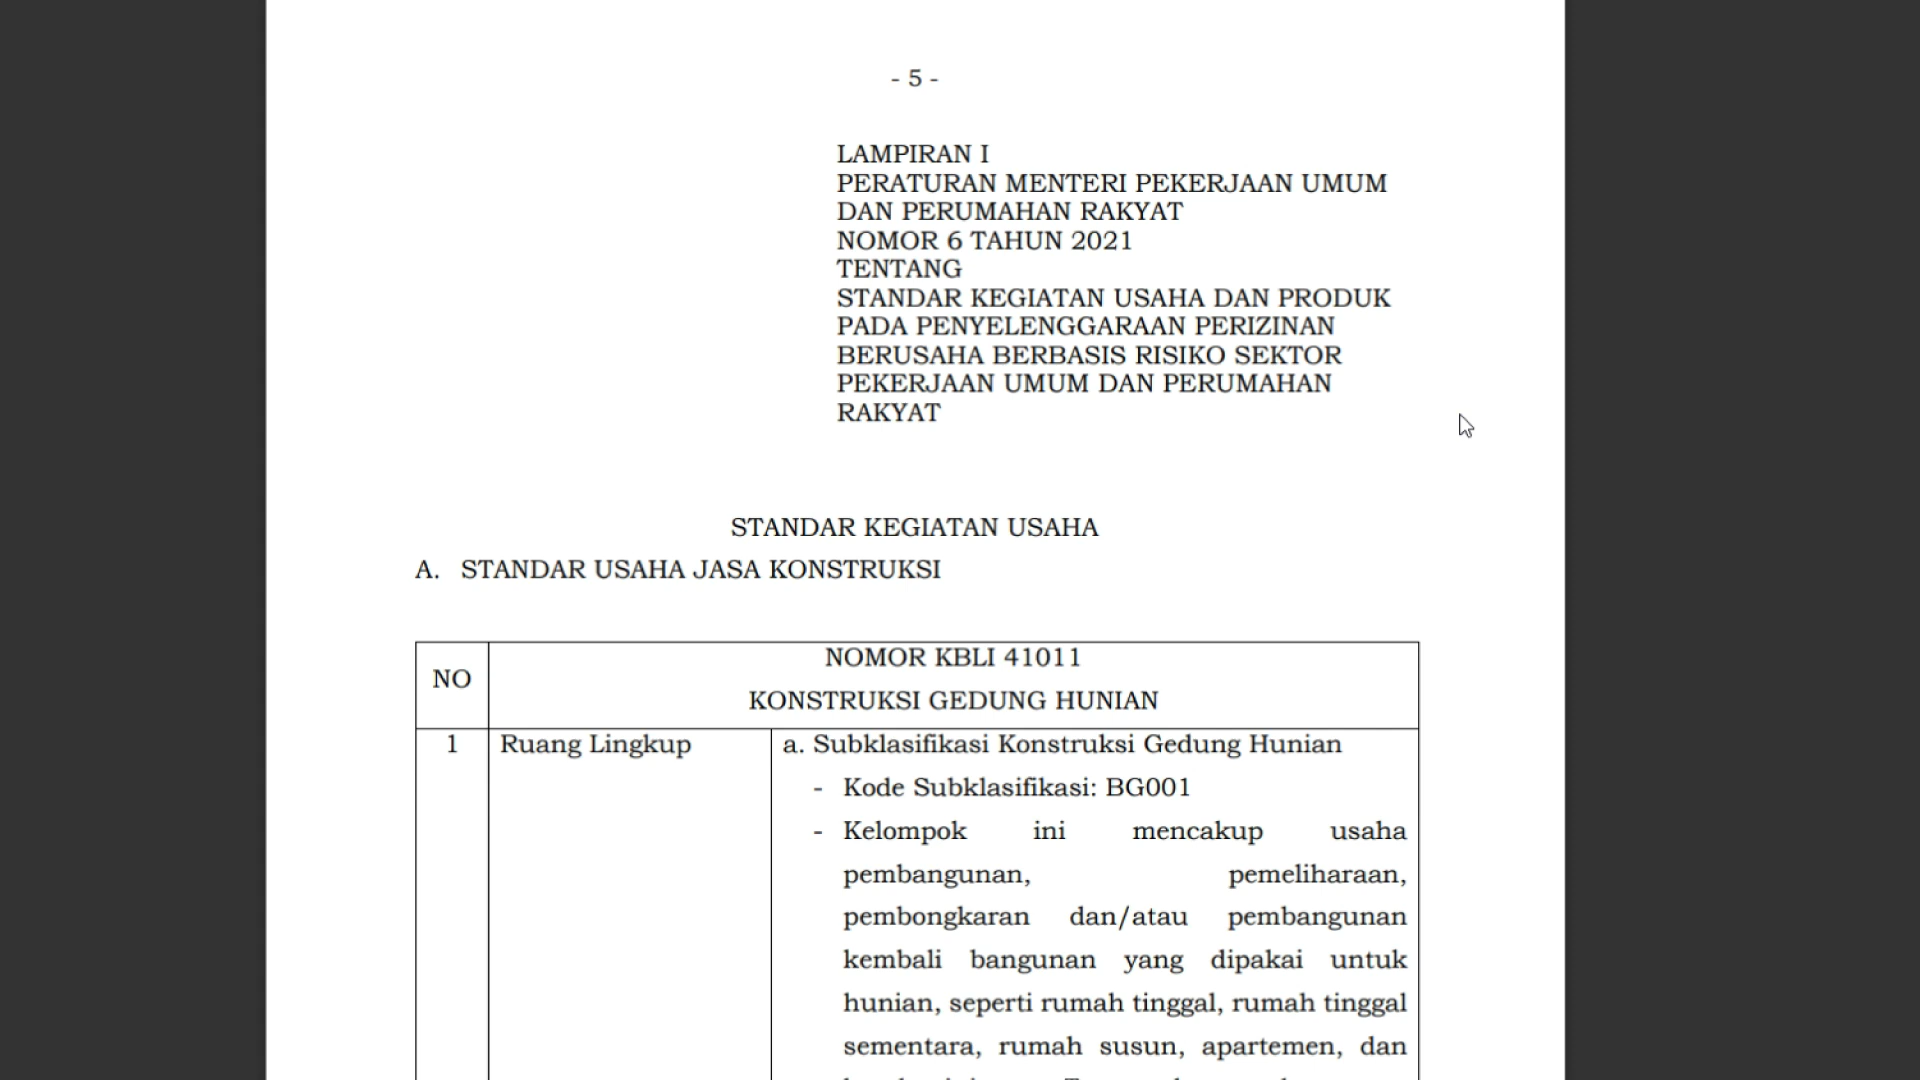 - 5 -
LAMPIRAN I
PERATURAN MENTERI PEKERJAAN UMUM
DAN PERUMAHAN RAKYAT
NOMOR 6 TAHUN 2021
TENTANG
STANDAR KEGIATAN USAHA DAN PRODUK
PADA PENYELENGGARAAN PERIZINAN
BERUSAHA BERBASIS RISIKO SEKTOR
PEKERJAAN UMUM DAN PERUMAHAN
RAKYAT
STANDAR KEGIATAN USAHA
A. STANDAR USAHA JASA KONSTRUKSI
NO
NOMOR KBLI 41011
KONSTRUKSI GEDUNG HUNIAN
1 Ruang Lingkup a. Subklasifikasi Konstruksi Gedung Hunian
- Kode Subklasifikasi: BG001
- Kelompok ini mencakup usaha
pembangunan, pemeliharaan,
pembongkaran dan/atau pembangunan
kembali bangunan yang dipakai untuk
hunian, seperti rumah tinggal, rumah tinggal
sementara, rumah susun, apartemen, dan